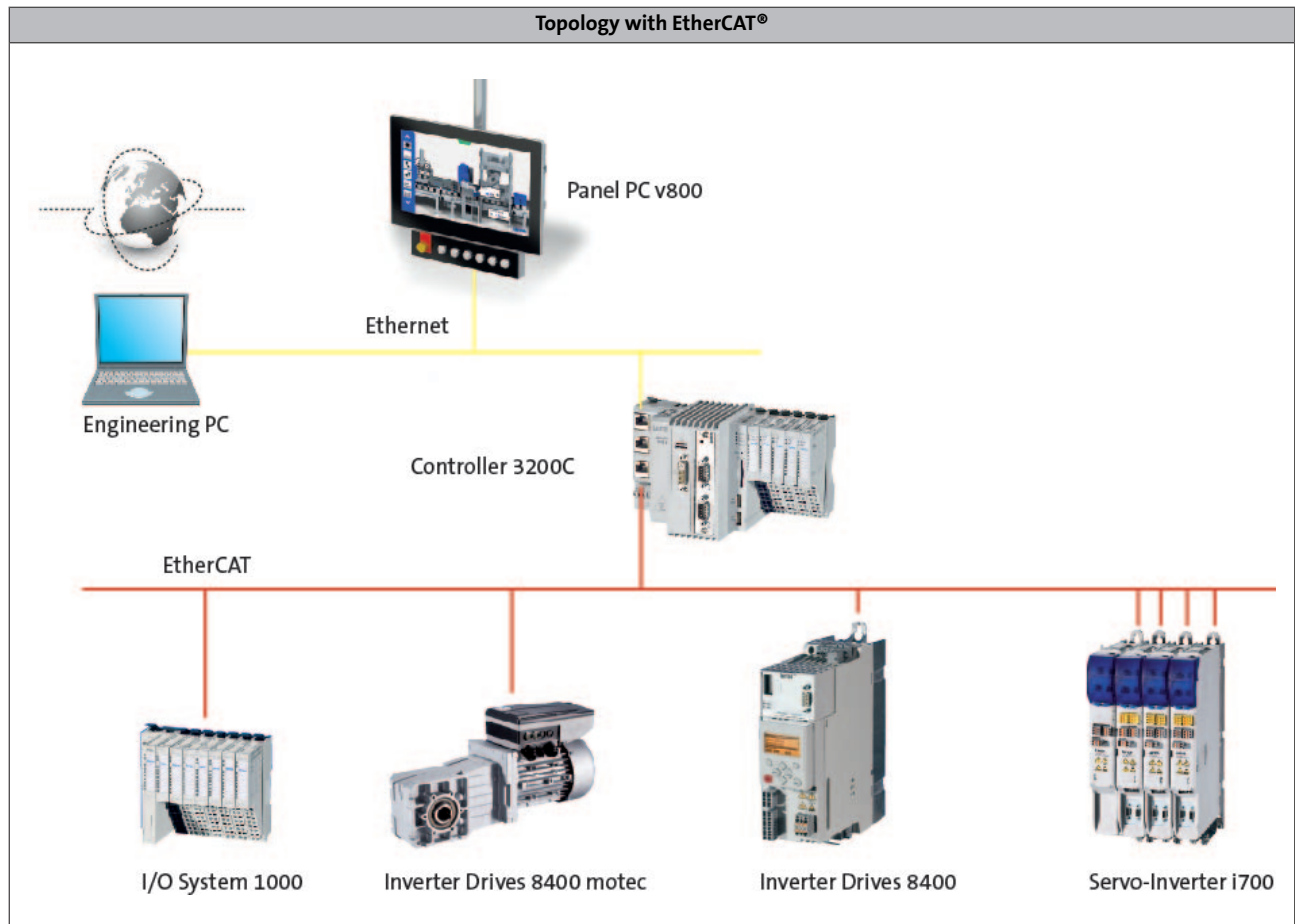 Topology with EtherCAT®
Panel PC v800
Ethernet
Engineering PC
Controller 3200C
EtherCAT
I/O System 1000
Inverter Drives 8400 motec
Inverter Drives 8400
Servo-Inverter i700